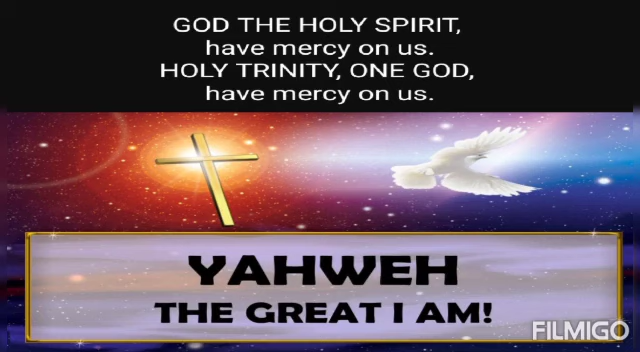 GOD THE HOLY SPIRIT,
have mercy on us.
HOLY TRINITY, ONE GOD,
have mercy on us.
YAHWEH
THE GREAT I AM!
FILMIGO